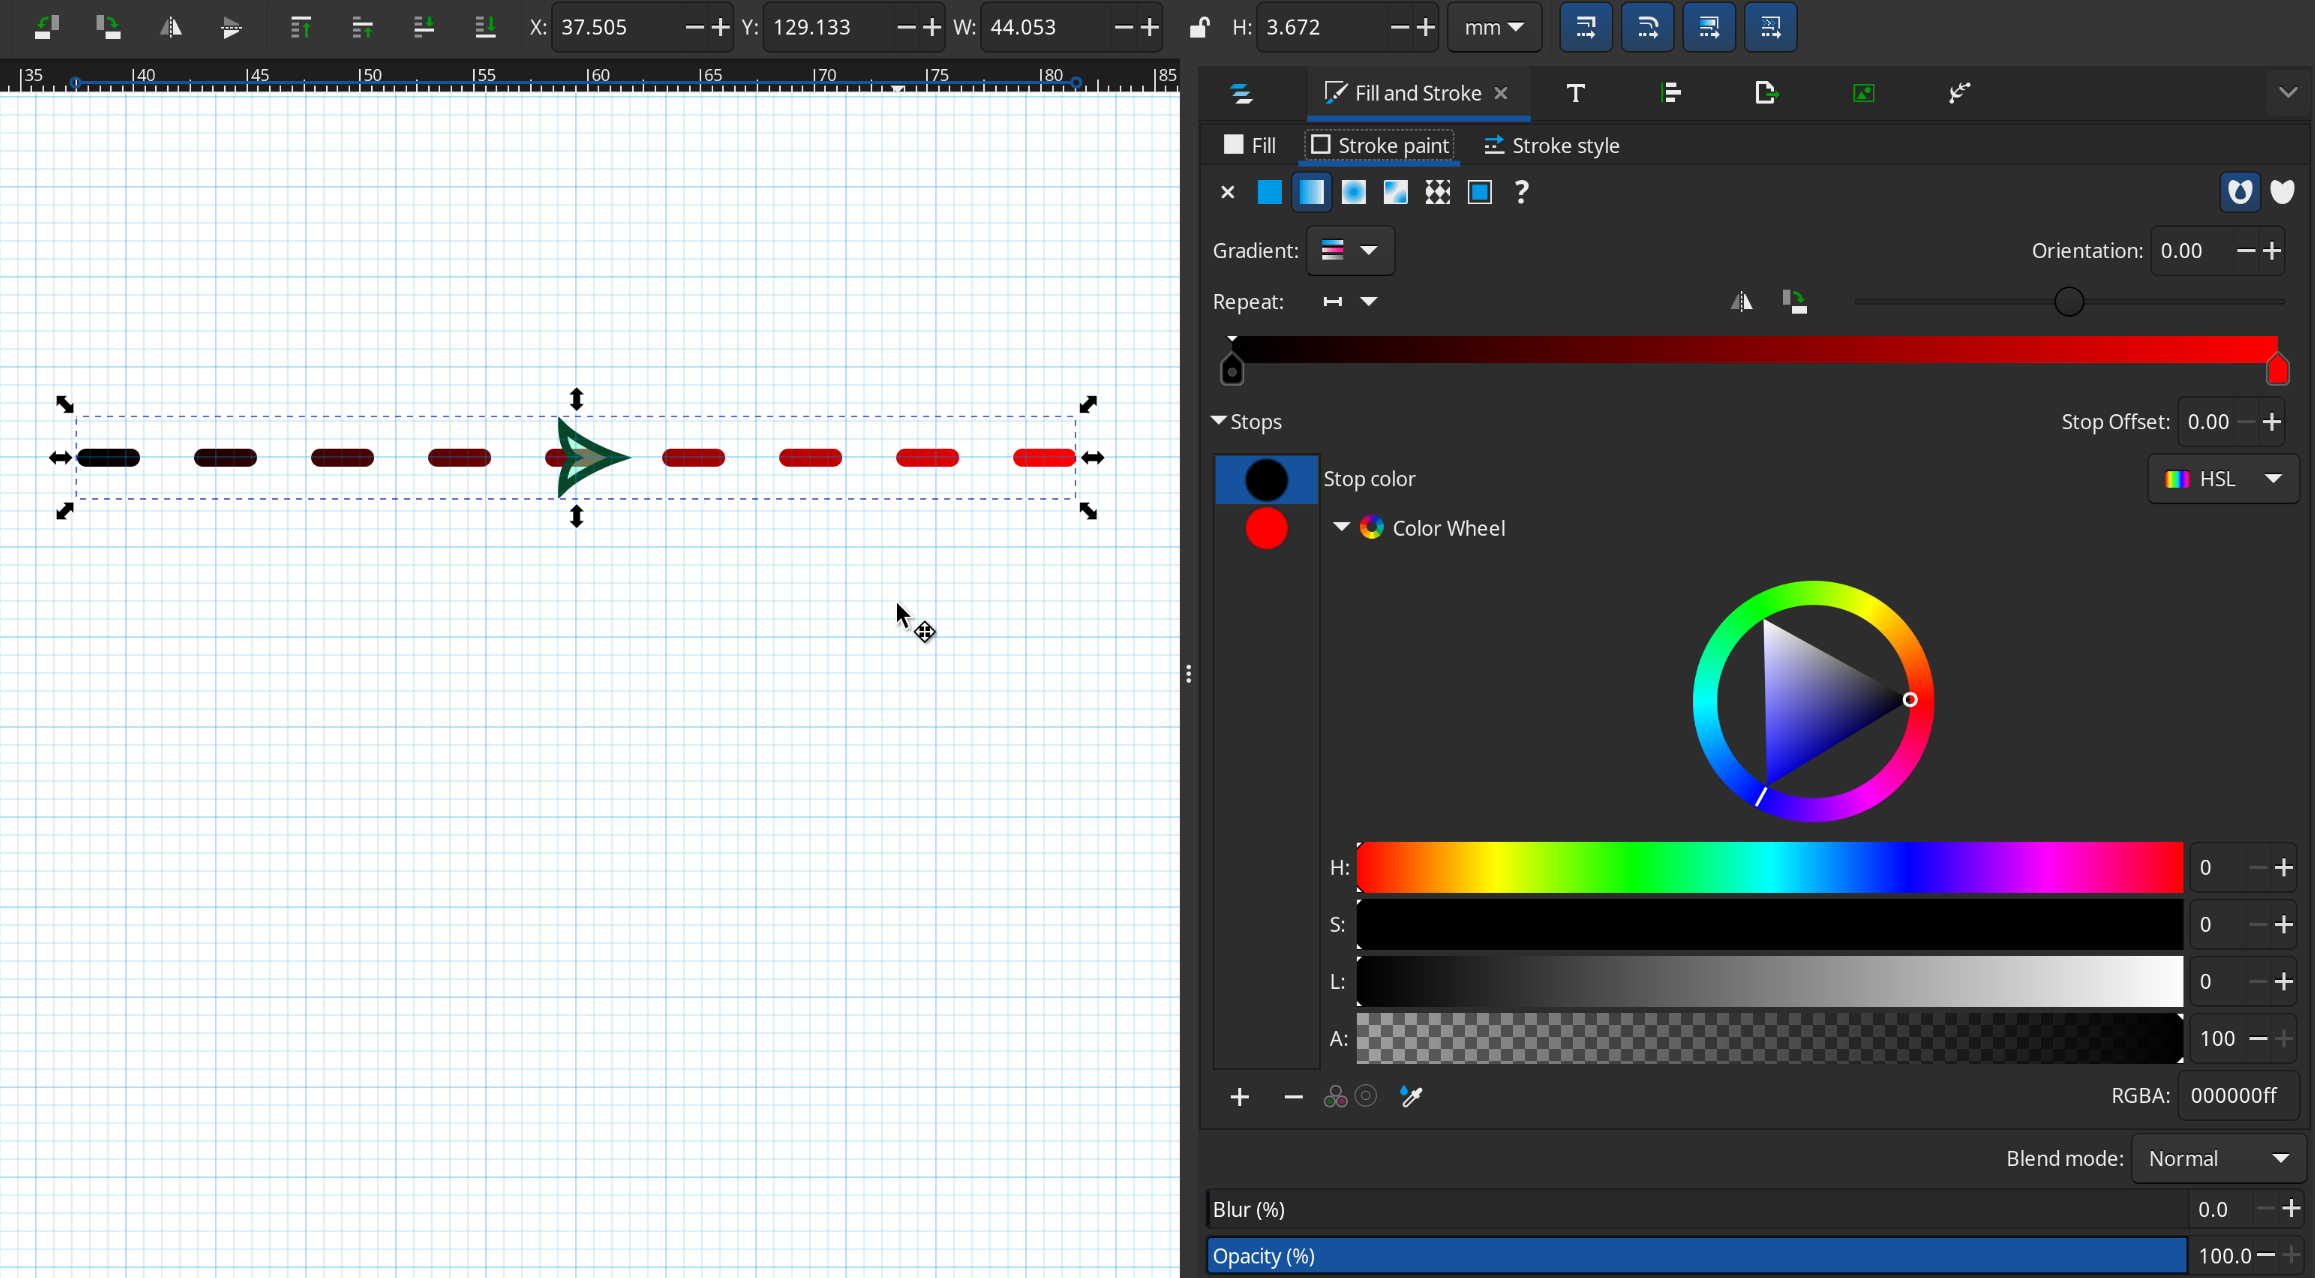 X: 37.505 Y: 129.133 W: 44.053 H: 3.672 mm
35 40 45 50 55 60 65 70 75 80 85
Fill and Stroke
Fill Stroke paint Stroke style
?
Gradient: Orientation: 0.00
Repeat:
Stops Stop Offset: 0.00
Stop color HSL
Color Wheel
H: 0
S: 0
L: 0
A: 100
RGBA: 000000ff
Blend mode: Normal
Blur (%) 0.0
Opacity (%) 100.0